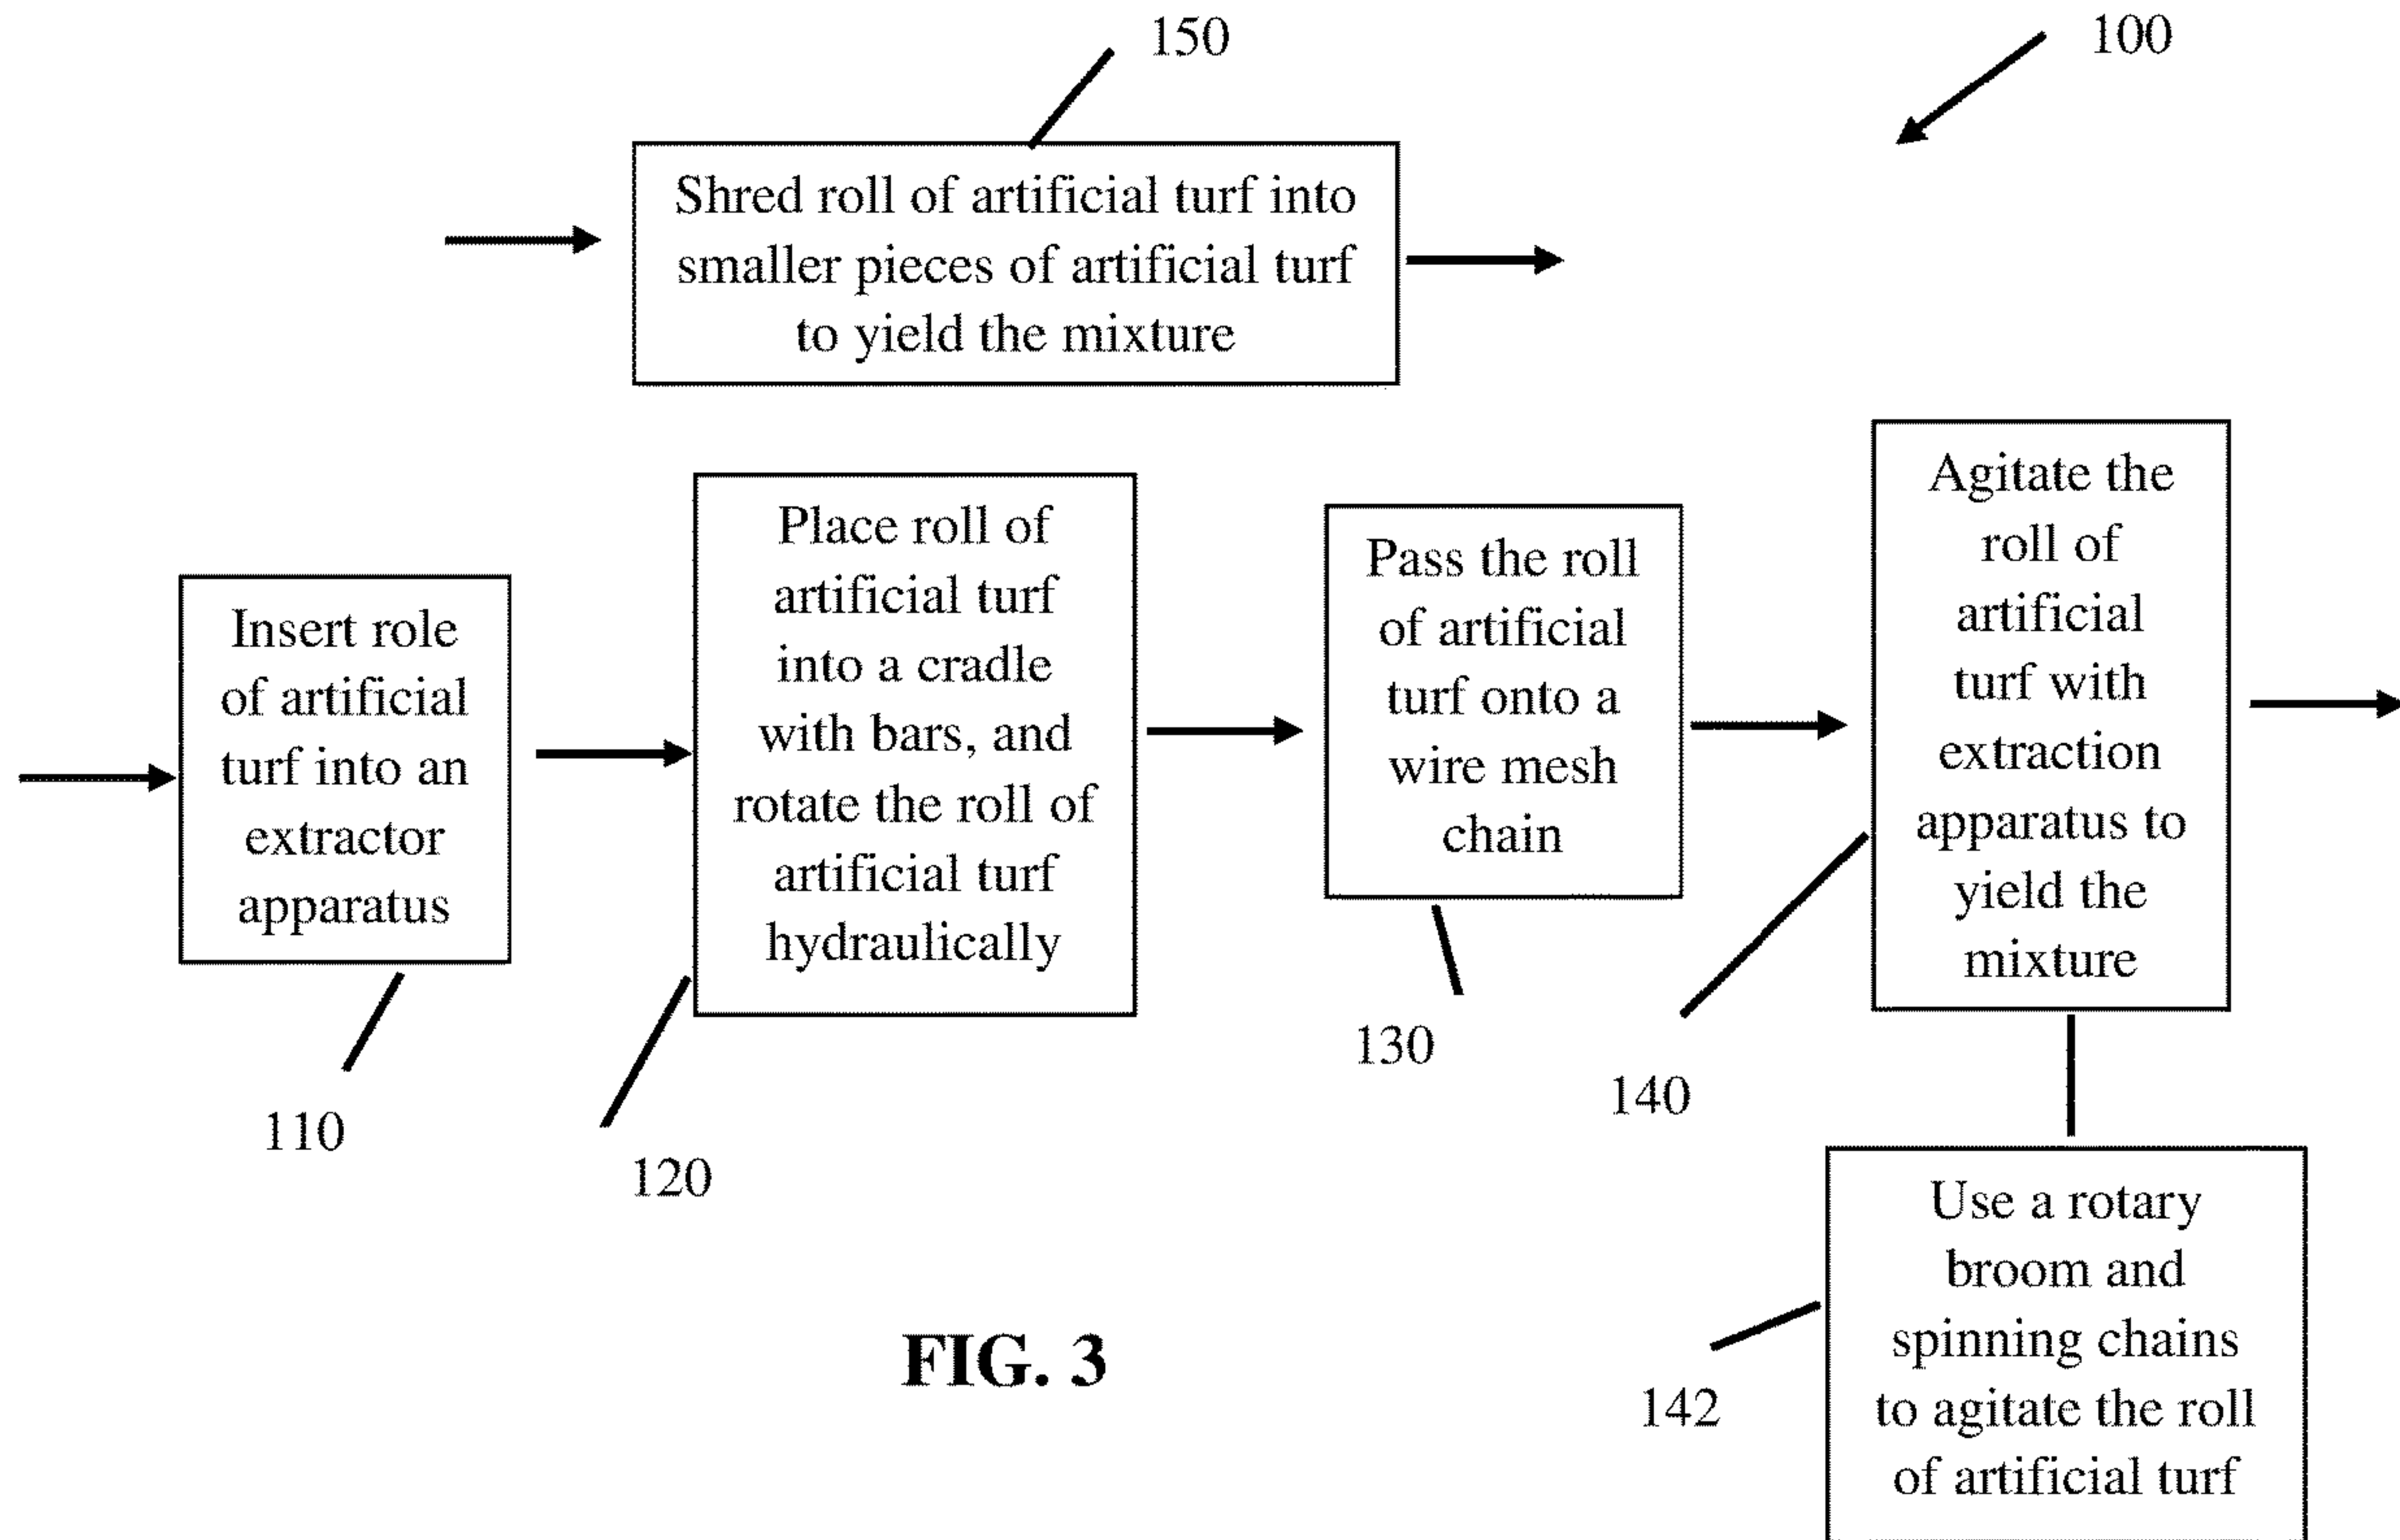 150
100
Shred roll of artificial turf into
smaller pieces of artificial turf
to yield the mixture
Insert role
of artificial
turf into an
extractor
apparatus
110
Place roll of
artificial turf
into a cradle
with bars, and
rotate the roll of
artificial turf
hydraulically
120
Pass the roll
of artificial
turf onto a
wire mesh
chain
130
Agitate the
roll of
artificial
turf with
extraction
apparatus to
yield the
mixture
140
Use a rotary
broom and
spinning chains
to agitate the roll
of artificial turf
142
FIG. 3